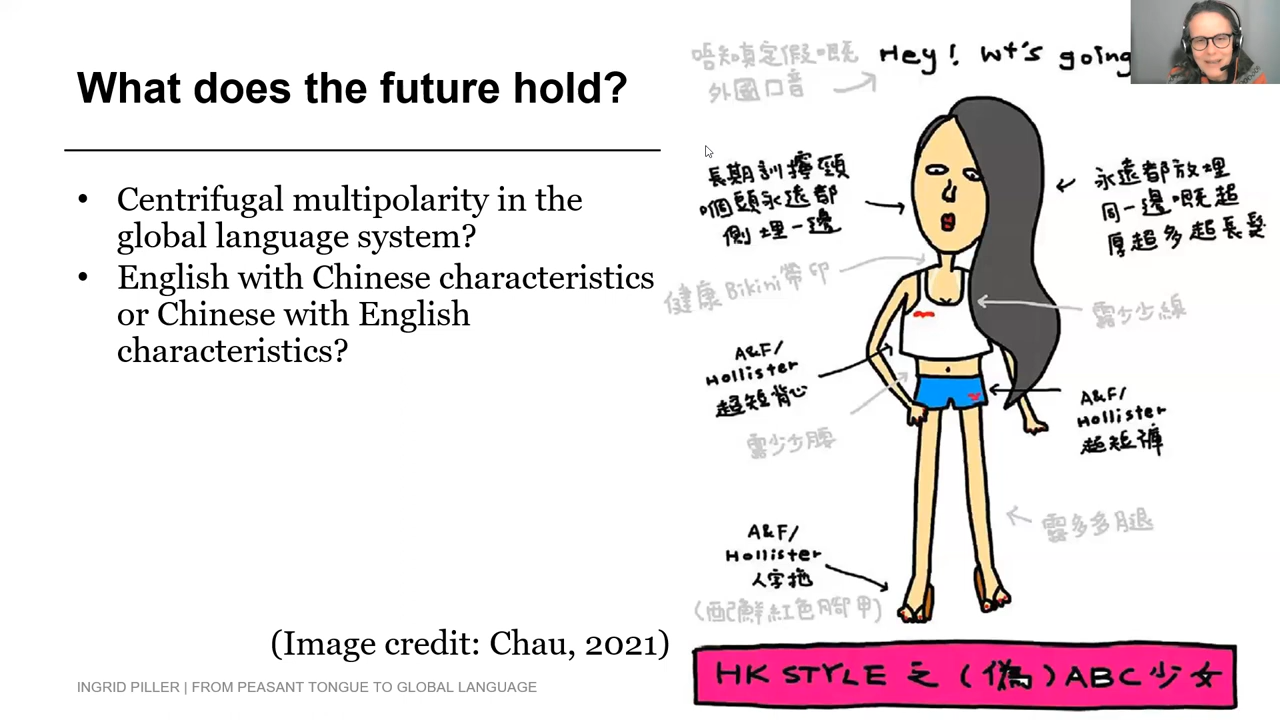 What does the future hold?
• Centrifugal multipolarity in the
global language system?
• English with Chinese characteristics
or Chinese with English
characteristics?
(Image credit: Chau, 2021)
INGRID PILLER | FROM PEASANT TONGUE TO GLOBAL LANGUAGE
唔知真定假嘅
外國口音
Hey! Wt's going
長期訓擰頸
個頭永遠都
側埋一邊
永遠都放埋
同一邊嘅超
厚超多超長髮
健康Bikini帶印
露少少線
A&F/
Hollister
超短背心
A&F/
Hollister
超短褲
露少少腰
露多多腿
A&F/
Hollister
人字拖
(配鮮紅色腳甲)
HK STYLE 之 (偽) ABC 少女